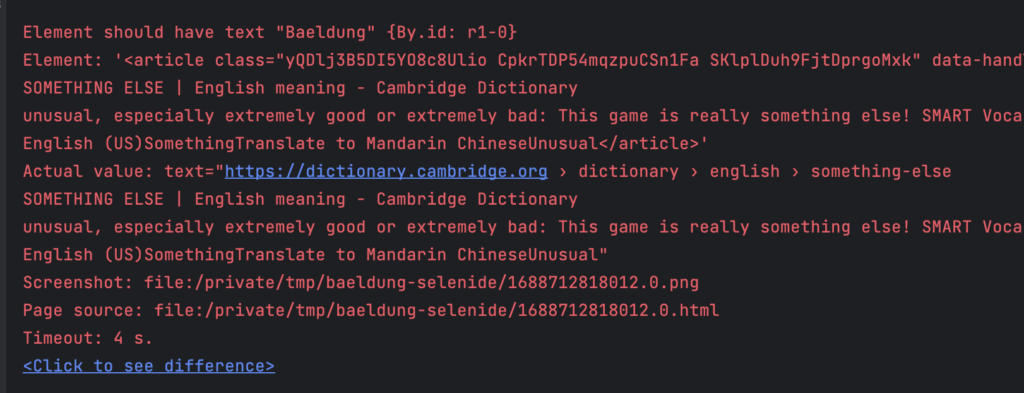 Element should have text "Baeldung" {By.id: r1-0}
Element: '<article class="yQDlj3B5DI5YO8c8Ulio CpkrTDP54mqzpuCSn1Fa SKlplDuh9FjtDprgoMxk" data-handl
SOMETHING ELSE | English meaning - Cambridge Dictionary
unusual, especially extremely good or extremely bad: This game is really something else! SMART Voca
English (US)SomethingTranslate to Mandarin ChineseUnusual</article>'
Actual value: text="https://dictionary.cambridge.org › dictionary › english › something-else
SOMETHING ELSE | English meaning - Cambridge Dictionary
unusual, especially extremely good or extremely bad: This game is really something else! SMART Voca
English (US)SomethingTranslate to Mandarin ChineseUnusual"
Screenshot: file:/private/tmp/baeldung-selenide/1688712818012.0.png
Page source: file:/private/tmp/baeldung-selenide/1688712818012.0.html
Timeout: 4 s.
<Click to see difference>